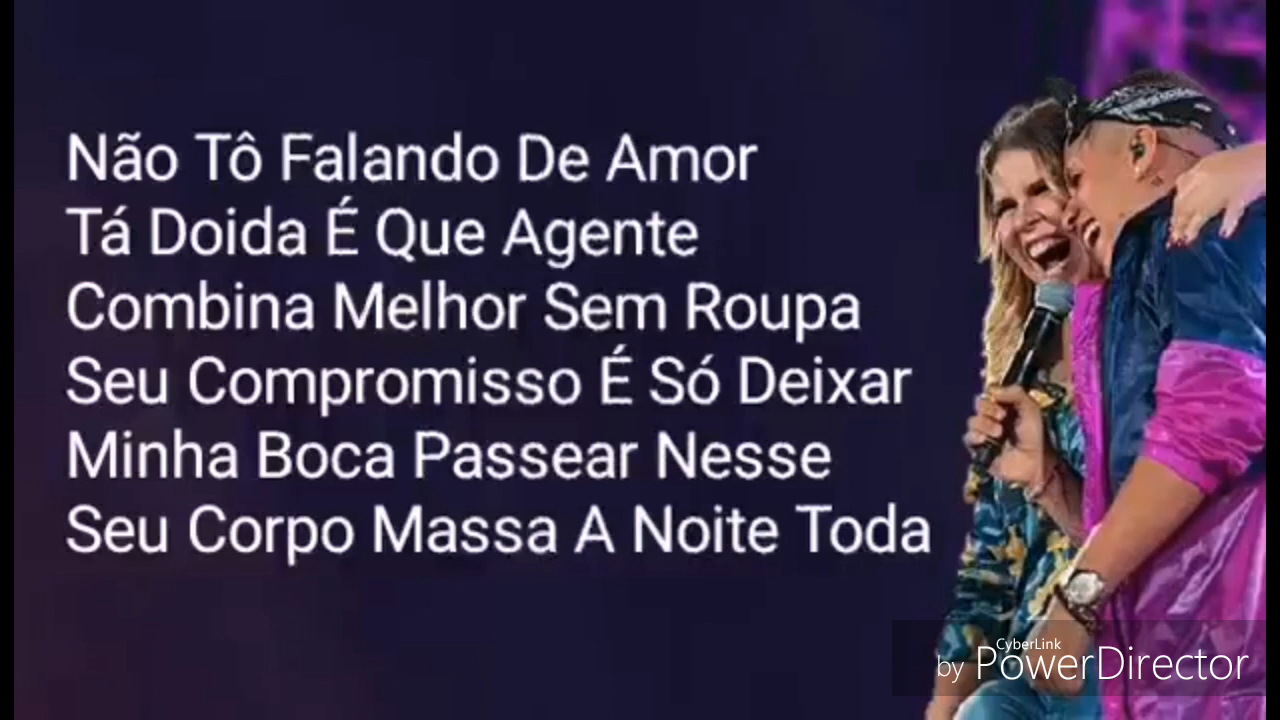 Não Tô Falando De Amor
Tá Doida É Que Agente
Combina Melhor Sem Roupa
Seu Compromisso É Só Deixar
Minha Boca Passear Nesse
Seu Corpo Massa A Noite Toda
CyberLink
by PowerDirector